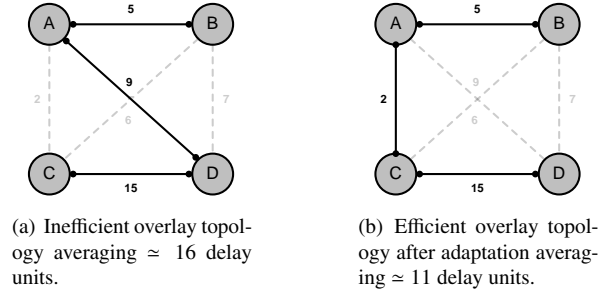 5
A
B
9
2
7
6
C
D
15
(a) Inefficient overlay topol-
ogy averaging ≃ 16 delay
units.
5
A
B
9
2
7
6
C
D
15
(b) Efficient overlay topol-
ogy after adaptation averag-
ing ≃ 11 delay units.